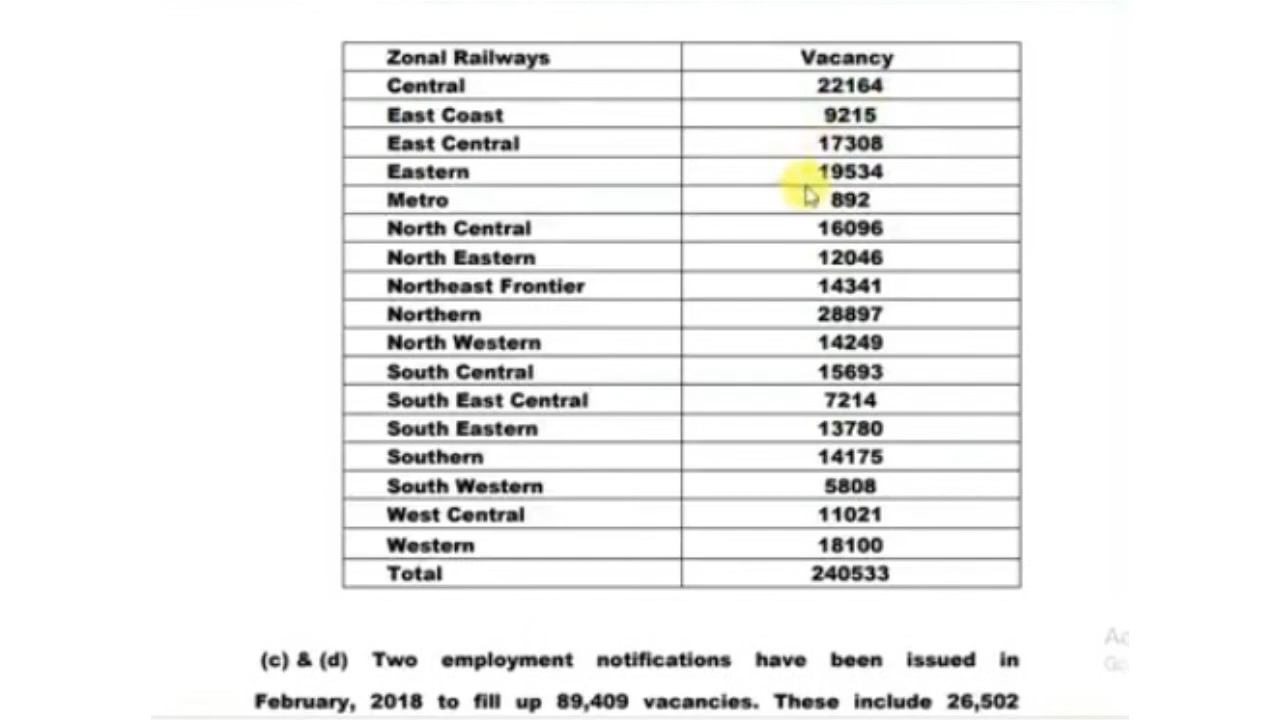 Zonal Railways Vacancy
Central 22164
East Coast 9215
East Central 17308
Eastern 19534
Metro 892
North Central 16096
North Eastern 12046
Northeast Frontier 14341
Northern 28897
North Western 14249
South Central 15693
South East Central 7214
South Eastern 13780
Southern 14175
South Western 5808
West Central 11021
Western 18100
Total 240533
(c) & (d) Two employment notifications have been issued in
February, 2018 to fill up 89,409 vacancies. These include 26,502